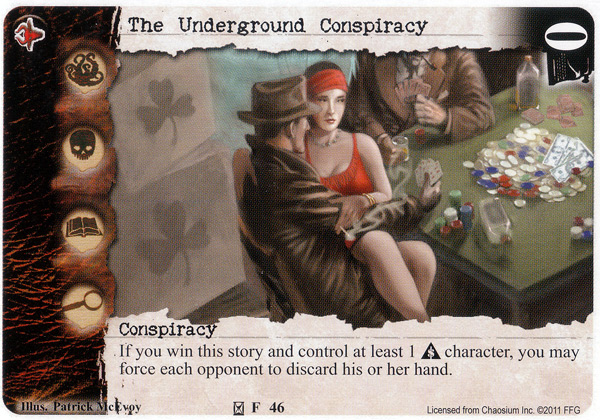 The Underground Conspiracy
0
Conspiracy
If you win this story and control at least 1 character, you may
force each opponent to discard his or her hand.
Illus. Patrick McEvoy
F 46
Licensed from Chaosium Inc. ©2011 FFG